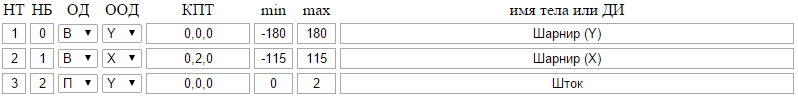 НТ НБ ОД ООД КПТ min max имя тела или ДИ
1 0 В Y 0,0,0 -180 180 Шарнир (Y)
2 1 В X 0,2,0 -115 115 Шарнир (X)
3 2 П Y 0,0,0 0 2 Шток